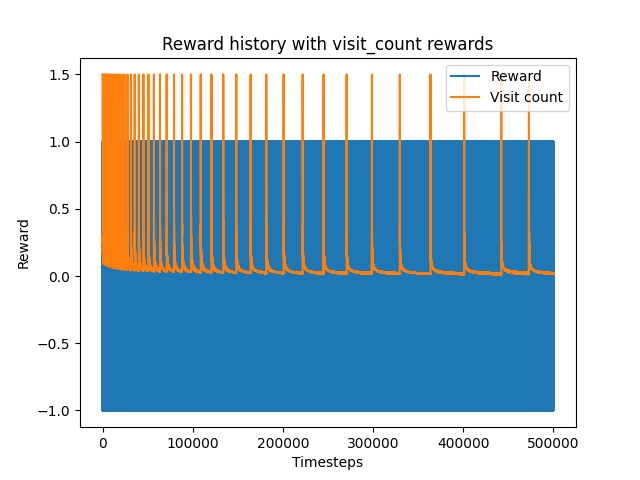 Reward history with visit_count rewards
Reward
Visit count
1.5
1.0
0.5
0.0
−0.5
−1.0
Reward
0
100000
200000
300000
400000
500000
Timesteps